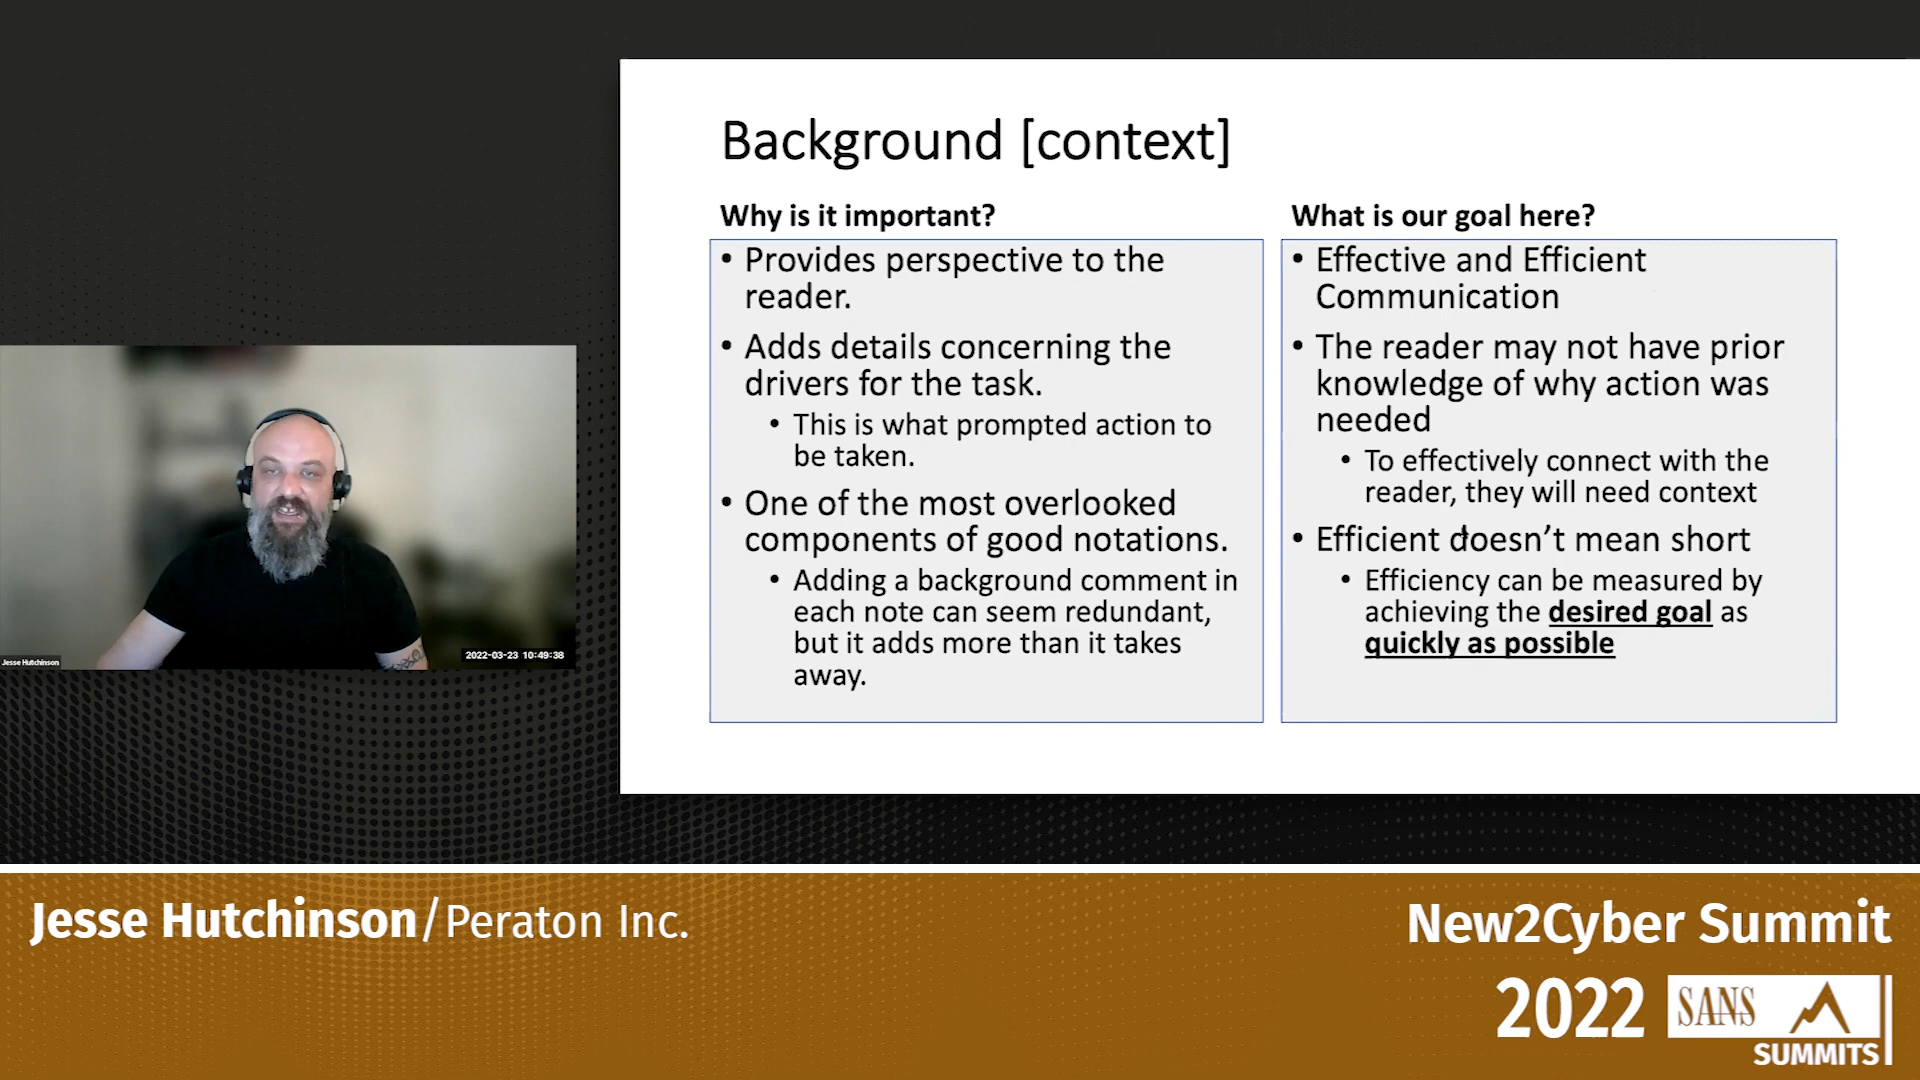 Background [context]
Why is it important?
• Provides perspective to the
reader.
• Adds details concerning the
drivers for the task.
• This is what prompted action to
be taken.
• One of the most overlooked
components of good notations.
• Adding a background comment in
each note can seem redundant,
but it adds more than it takes
away.
What is our goal here?
• Effective and Efficient
Communication
• The reader may not have prior
knowledge of why action was
needed
• To effectively connect with the
reader, they will need context
• Efficient doesn’t mean short
• Efficiency can be measured by
achieving the desired goal as
quickly as possible
Jesse Hutchinson
2022-03-23 10:49:38
Jesse Hutchinson/Peraton Inc.
New2Cyber Summit
2022
SANS
SUMMITS